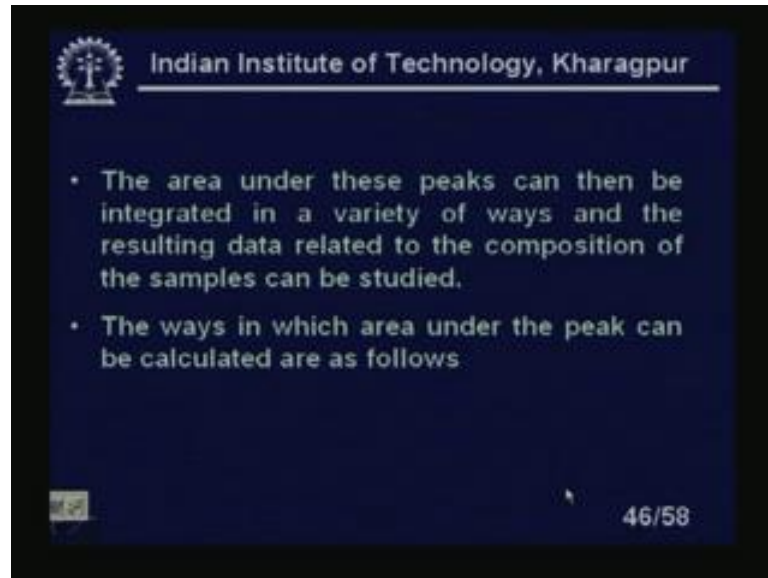 Indian Institute of Technology, Kharagpur
• The area under these peaks can then be
integrated in a variety of ways and the
resulting data related to the composition of
the samples can be studied.
• The ways in which area under the peak can
be calculated are as follows
46/58